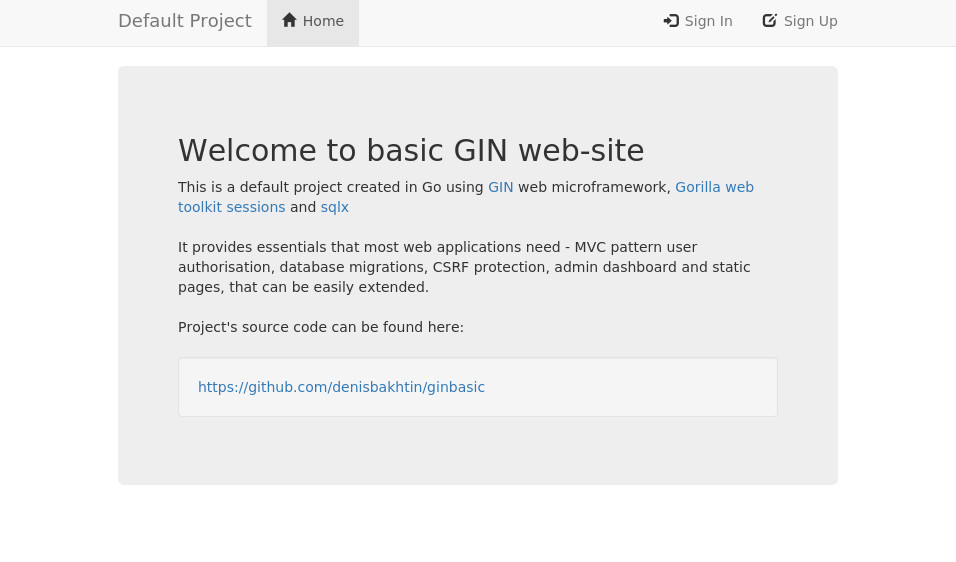 Default Project Home Sign In Sign Up
Welcome to basic GIN web-site
This is a default project created in Go using GIN web microframework, Gorilla web
toolkit sessions and sqlx
It provides essentials that most web applications need - MVC pattern user
authorisation, database migrations, CSRF protection, admin dashboard and static
pages, that can be easily extended.
Project's source code can be found here:
https://github.com/denisbakhtin/ginbasic